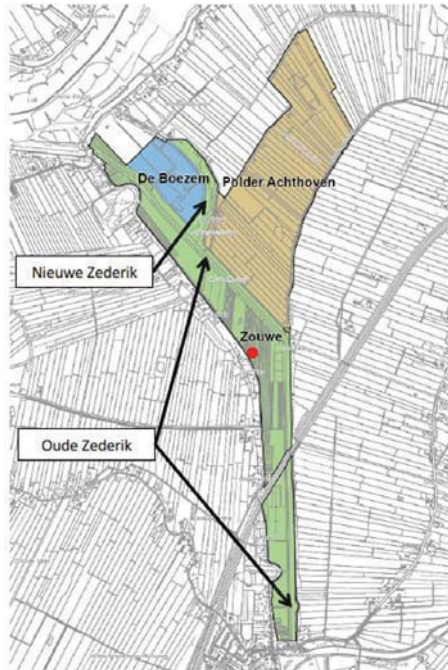 De Boezem
Polder Achthoven
Nieuwe Zederik
Zouwe
Oude Zederik